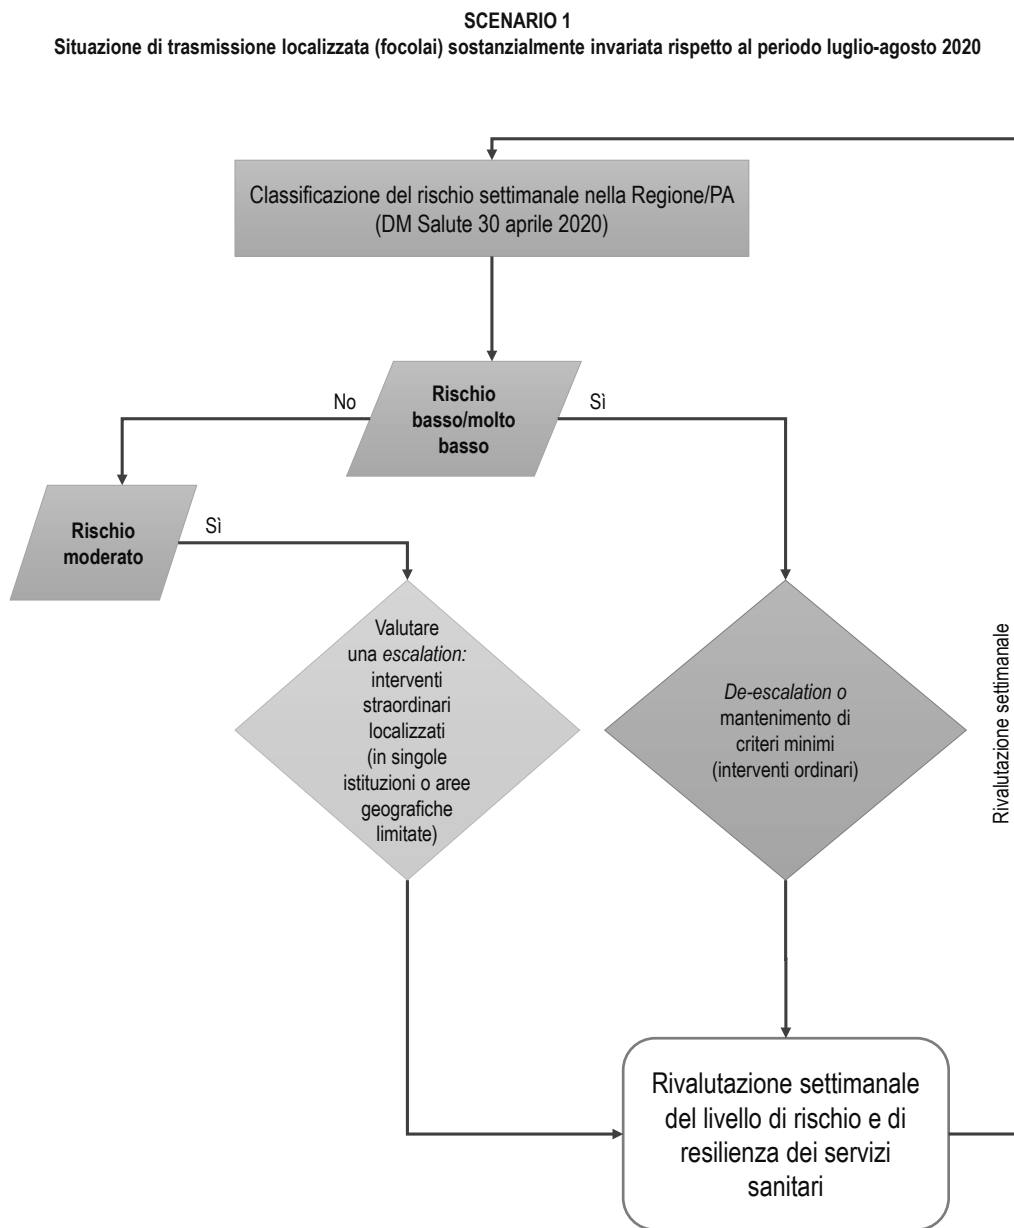 SCENARIO 1
Situazione di trasmissione localizzata (focolai) sostanzialmente invariata rispetto al periodo luglio-agosto 2020
Classificazione del rischio settimanale nella Regione/PA
(DM Salute 30 aprile 2020)
Rischio
basso/molto
basso
No
Sì
Rischio
moderato
Sì
Valutare
una escalation:
interventi
straordinari
localizzati
(in singole
istituzioni o aree
geografiche
limitate)
De-escalation o
mantenimento di
criteri minimi
(interventi ordinari)
Rivalutazione settimanale
Rivalutazione settimanale
del livello di rischio e di
resilienza dei servizi
sanitari